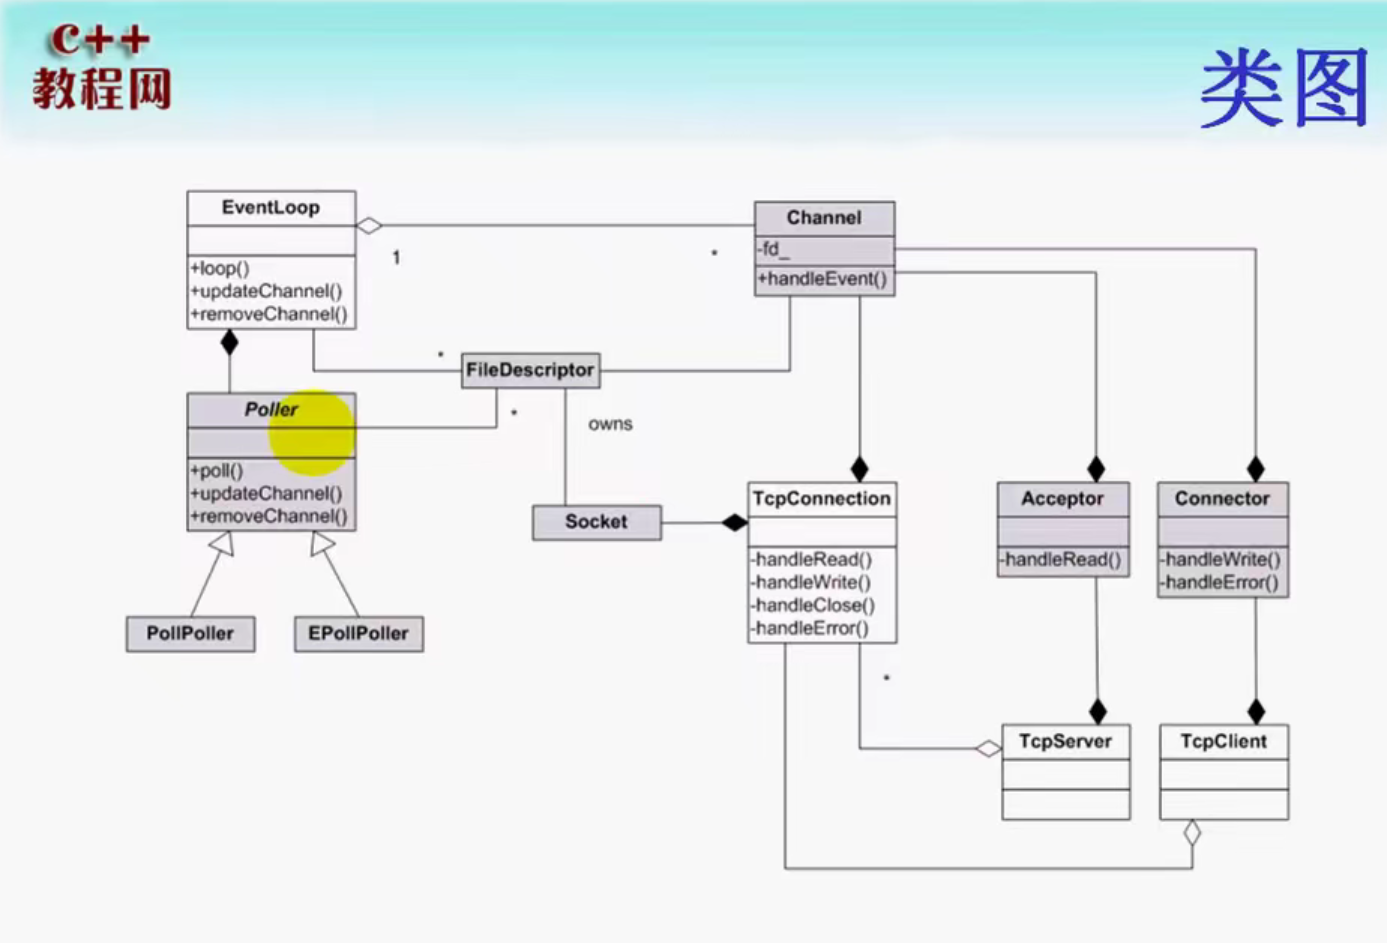 C++
教程网
类图
EventLoop
+loop()
+updateChannel()
+removeChannel()
1
*
Channel
-fd_
+handleEvent()
*
FileDescriptor
*
owns
Poller
+poll()
+updateChannel()
+removeChannel()
PollPoller
EPollPoller
Socket
TcpConnection
-handleRead()
-handleWrite()
-handleClose()
-handleError()
*
Acceptor
-handleRead()
Connector
-handleWrite()
-handleError()
TcpServer
TcpClient